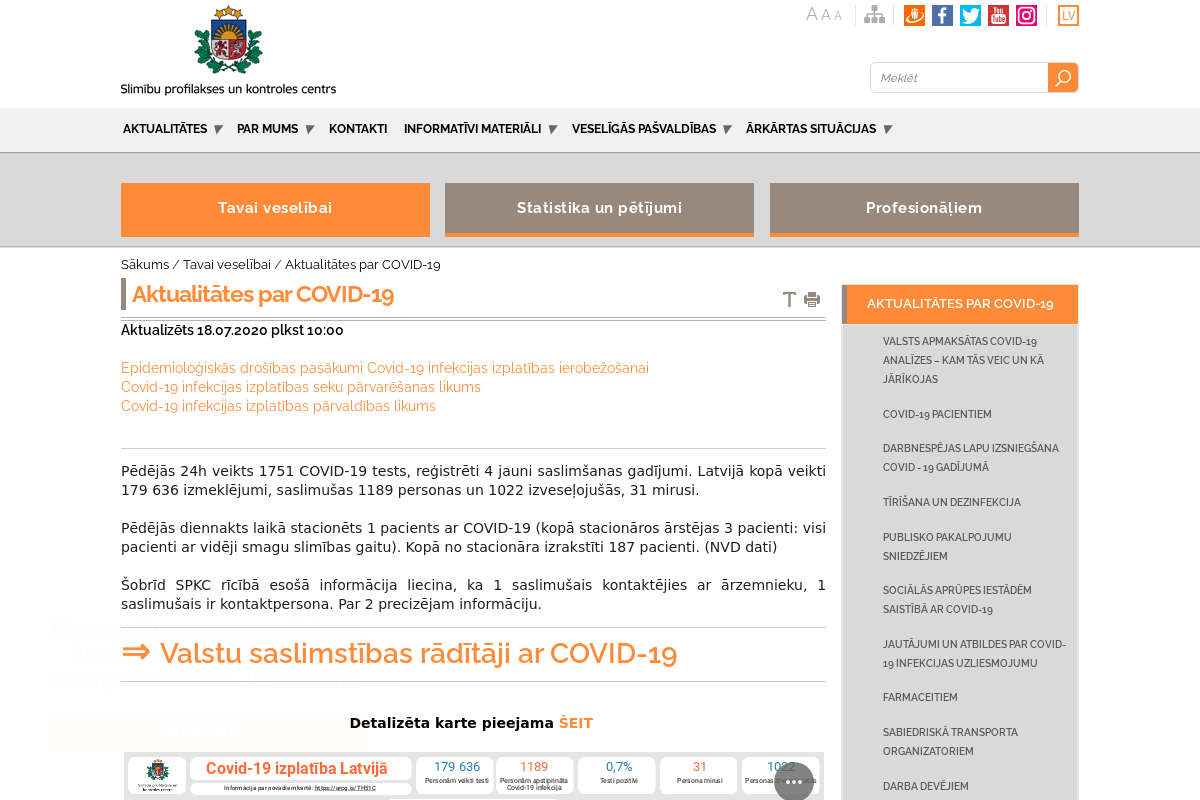 A A A
You
Tube
LV
Slimību profilakses un kontroles centrs
Meklēt
AKTUALITĀTES PAR MUMS KONTAKTI INFORMATĪVI MATERIĀLI VESELĪGĀS PAŠVALDĪBAS ĀRKĀRTAS SITUĀCIJAS
Tavai veselībai
Statistika un pētījumi
Profesionāļiem
Sākums / Tavai veselībai / Aktualitātes par COVID-19
Aktualitātes par COVID-19
Aktualizēts 18.07.2020 plkst 10:00
Epidemioloģiskās drošības pasākumi Covid-19 infekcijas izplatības ierobežošanai
Covid-19 infekcijas izplatības seku pārvarēšanas likums
Covid-19 infekcijas izplatības pārvaldības likums
Pēdējās 24h veikts 1751 COVID-19 tests, reģistrēti 4 jauni saslimšanas gadījumi. Latvijā kopā veikti
179 636 izmeklējumi, saslimušas 1189 personas un 1022 izveseļojušās, 31 mirusi.
Pēdējās diennakts laikā stacionēts 1 pacients ar COVID-19 (kopā stacionāros ārstējas 3 pacienti: visi
pacienti ar vidēji smagu slimības gaitu). Kopā no stacionāra izrakstīti 187 pacienti. (NVD dati)
Šobrīd SPKC rīcībā esošā informācija liecina, ka 1 saslimušais kontaktējies ar ārzemnieku, 1
saslimušais ir kontaktpersona. Par 2 precizējam informāciju.
⇒ Valstu saslimstības rādītāji ar COVID-19
Detalizēta karte pieejama ŠEIT
Slimību profilakses un
kontroles centrs
Covid-19 izplatība Latvijā
Informācija par novadiem kartē: https://arcg.is/TH51C
179 636
Personām veikti testi
1189
Personām apstiprināta
Covid-19 infekcija
0,7%
Testi pozitīvi
31
Persona mirusi
1022
AKTUALITĀTES PAR COVID-19
VALSTS APMAKSĀTAS COVID-19
ANALĪZES – KAM TĀS VEIC UN KĀ
JĀRĪKOJAS
COVID-19 PACIENTIEM
DARBNESPĒJAS LAPU IZSNIEGŠANA
COVID - 19 GADĪJUMĀ
TĪRĪŠANA UN DEZINFEKCIJA
PUBLISKO PAKALPOJUMU
SNIEDZĒJIEM
SOCIĀLĀS APRŪPES IESTĀDĒM
SAISTĪBĀ AR COVID-19
JAUTĀJUMI UN ATBILDES PAR COVID-
19 INFEKCIJAS UZLIESMOJUMU
FARMACEITIEM
SABIEDRISKĀ TRANSPORTA
ORGANIZATORIEM
DARBA DEVĒJIEM